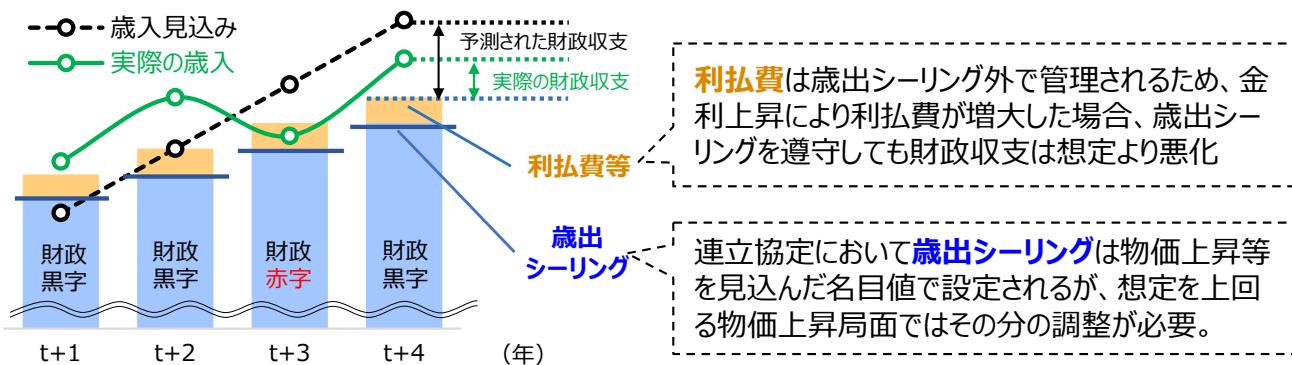 歳入見込み
実際の歳入
予測された財政収支
実際の財政収支
利払費等
歳出
シーリング
財政
黒字
財政
黒字
財政
赤字
財政
黒字
t+1
t+2
t+3
t+4
（年）
利払費は歳出シーリング外で管理されるため、金
利上昇により利払費が増大した場合、歳出シー
リングを遵守しても財政収支は想定より悪化
連立協定において歳出シーリングは物価上昇等
を見込んだ名目値で設定されるが、想定を上回
る物価上昇局面ではその分の調整が必要。